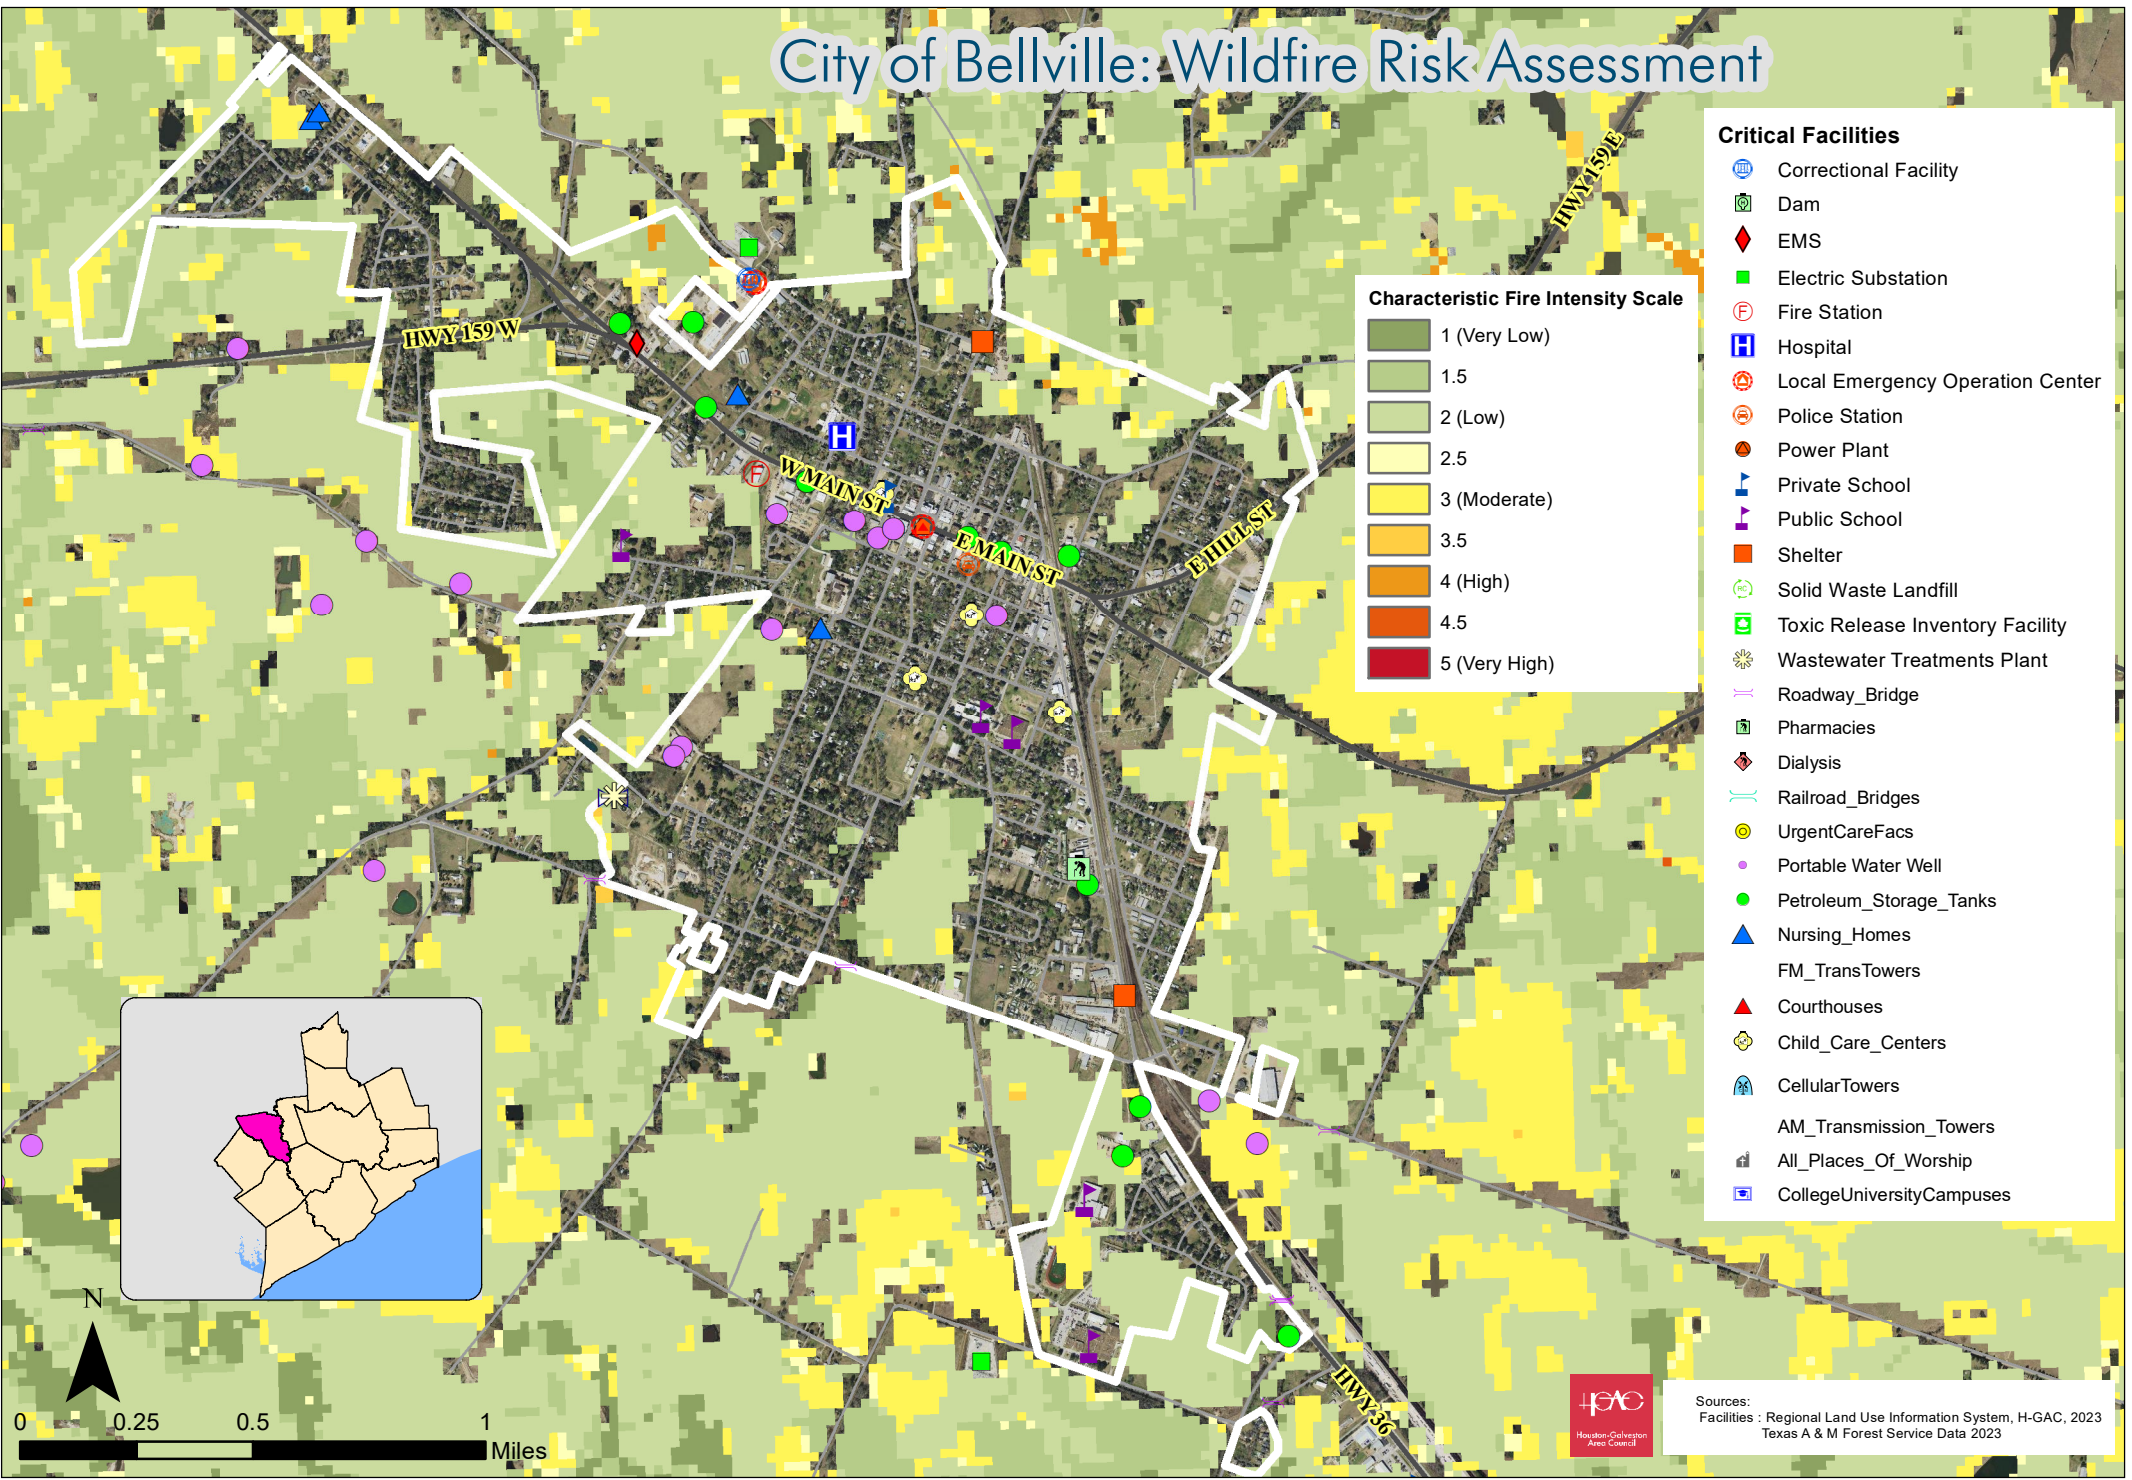 City of Bellville: Wildfire Risk Assessment
HWY 159 E
HWY 159 W
W MAIN ST
E MAIN ST
E HILL ST
HWY 36
Critical Facilities
Correctional Facility
Dam
EMS
Electric Substation
F Fire Station
H Hospital
Local Emergency Operation Center
Police Station
Power Plant
Private School
Public School
Shelter
Solid Waste Landfill
Toxic Release Inventory Facility
Wastewater Treatments Plant
Roadway_Bridge
Pharmacies
Dialysis
Railroad_Bridges
UrgentCareFacs
Portable Water Well
Petroleum_Storage_Tanks
Nursing_Homes
FM_TransTowers
Courthouses
Child_Care_Centers
CellularTowers
AM_Transmission_Towers
All_Places_Of_Worship
CollegeUniversityCampuses
Characteristic Fire Intensity Scale
1 (Very Low)
1.5
2 (Low)
2.5
3 (Moderate)
3.5
4 (High)
4.5
5 (Very High)
H
F
N
0 0.25 0.5 1
Miles
HGAC
Houston-Galveston
Area Council
Sources:
Facilities : Regional Land Use Information System, H-GAC, 2023
Texas A & M Forest Service Data 2023